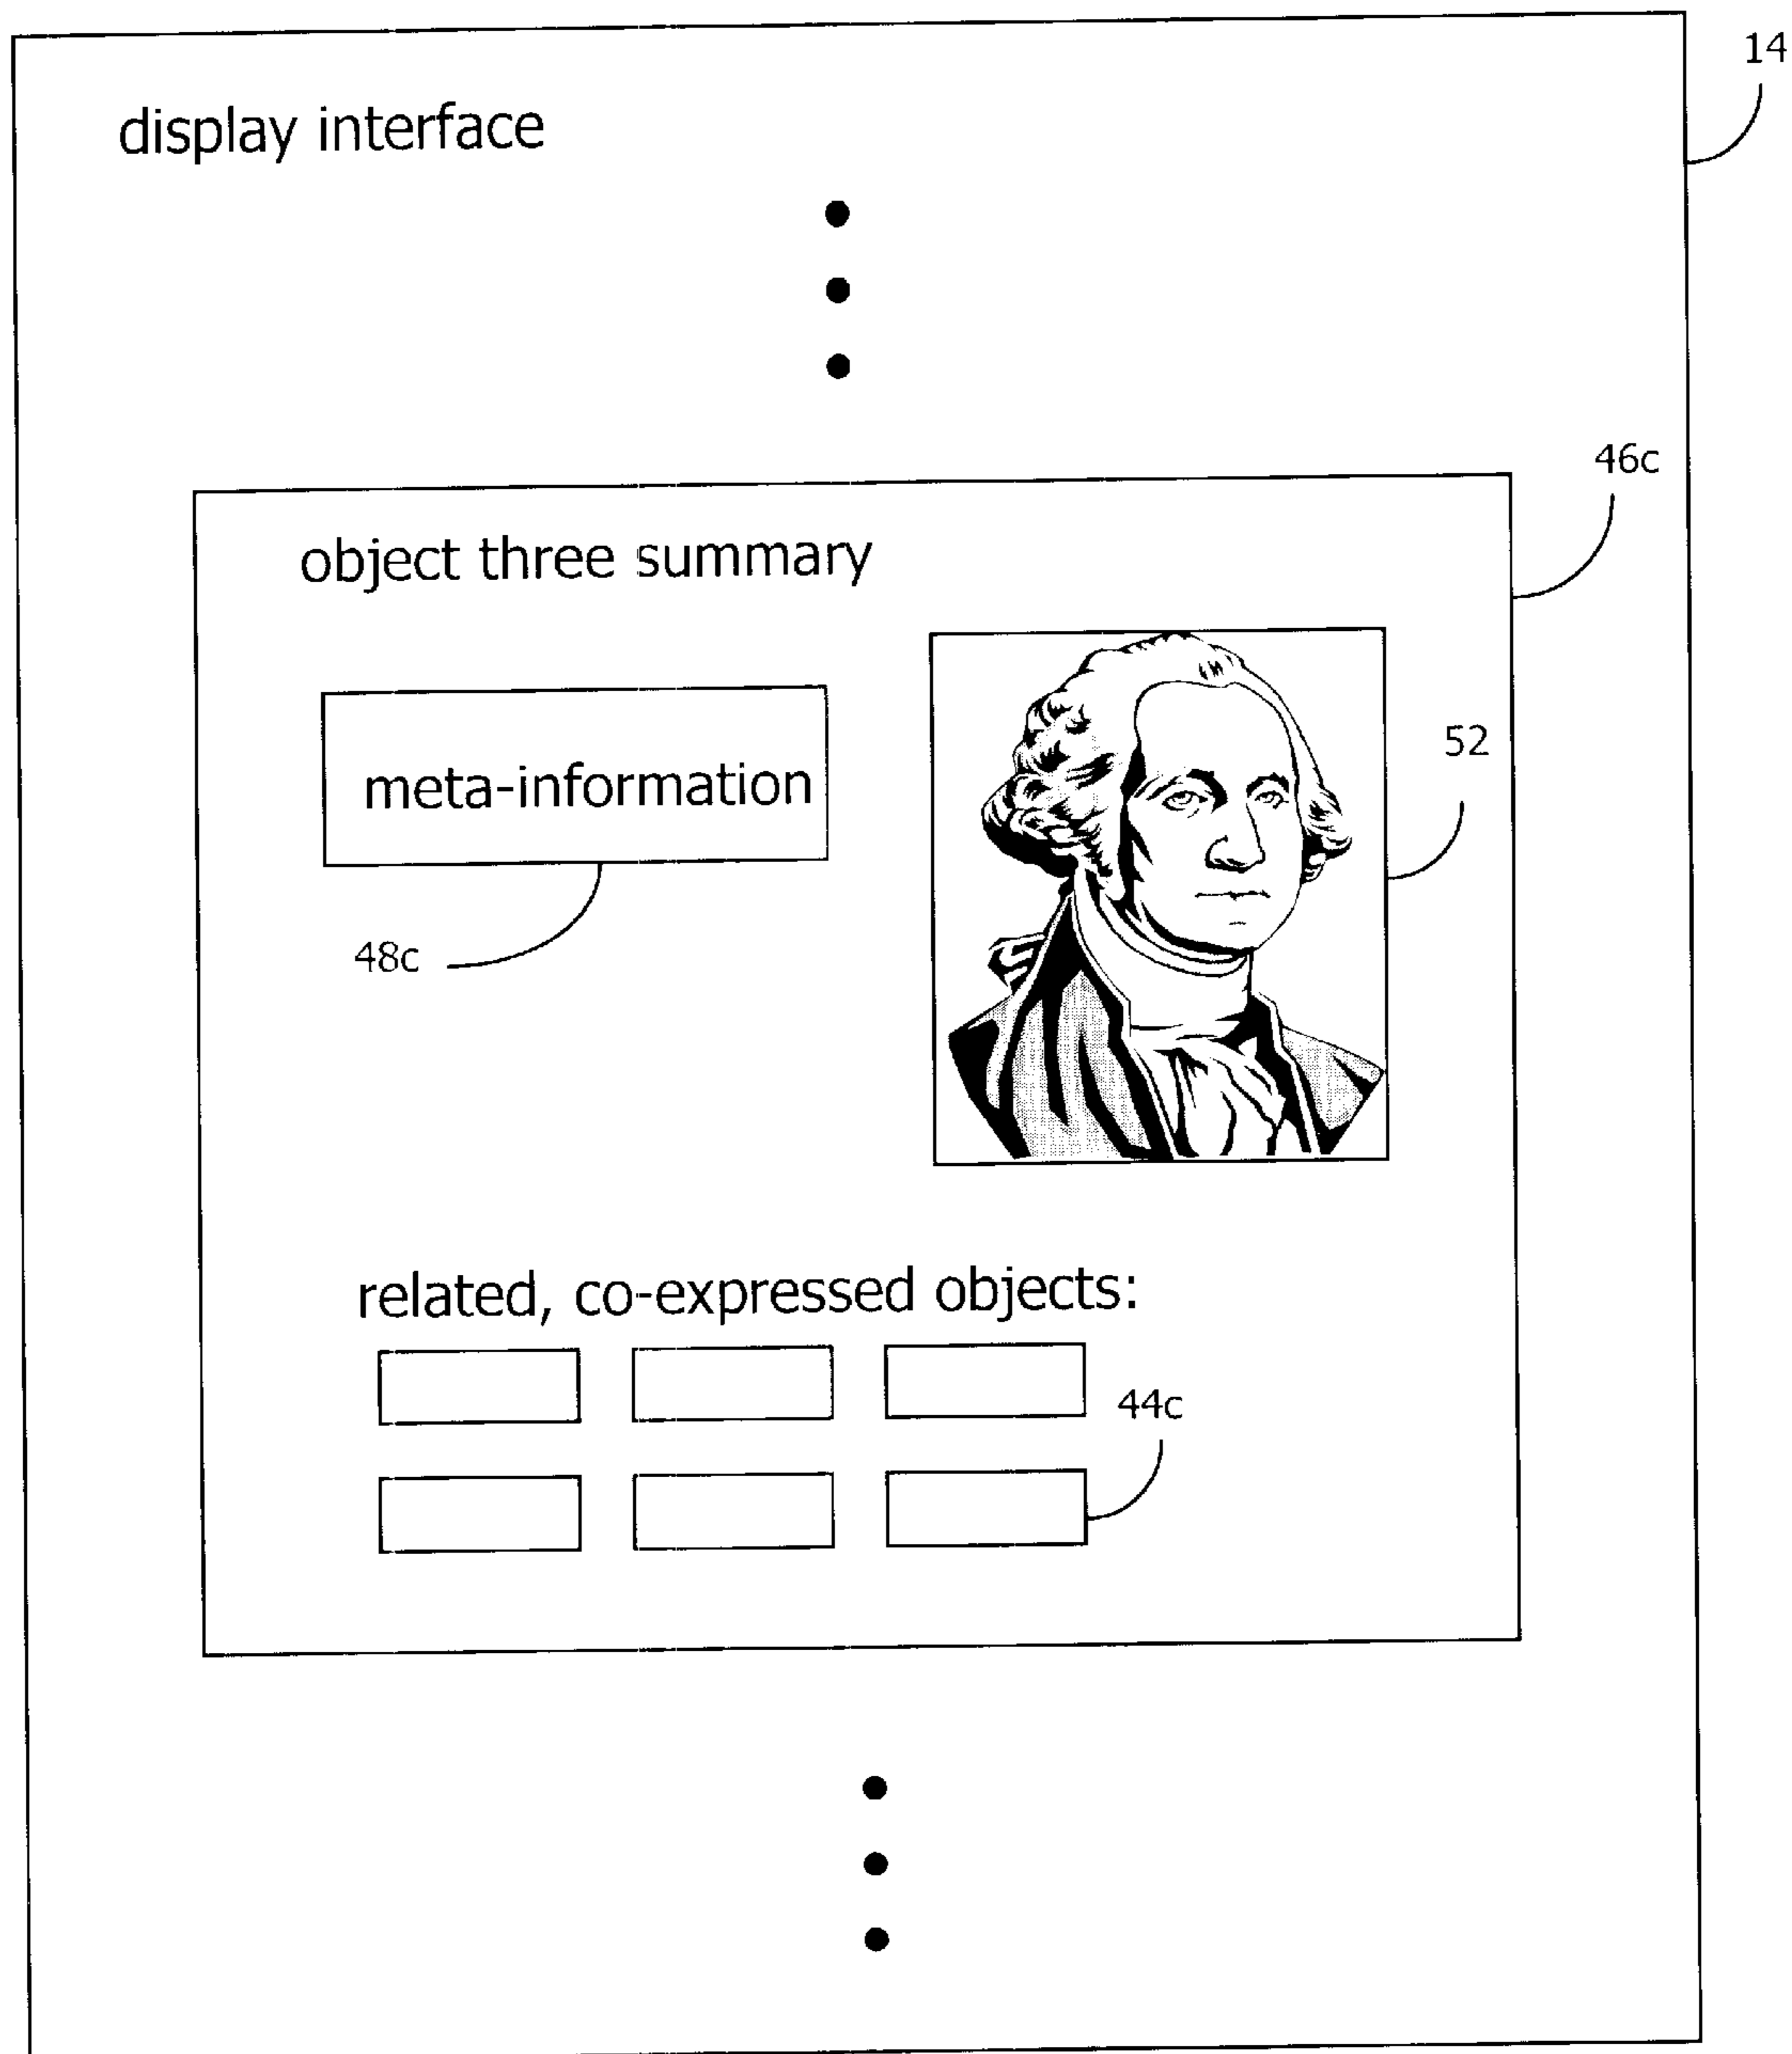 14
display interface
46c
object three summary
52
meta-information
48c
related, co-expressed objects:
44c